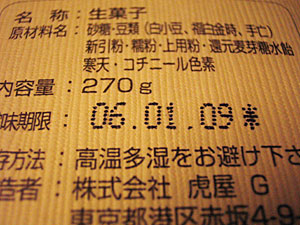 名 称：生菓子
原材料名：砂糖・豆類（白小豆、福白金時、手亡）
新引粉・糯粉・上用粉・還元麦芽糖水飴
寒天・コチニール色素
内容量：270g
味期限：06.01.09＊
存方法：高温多湿をお避け下さ
造者：株式会社 虎屋 G
東京都港区赤坂4-9-